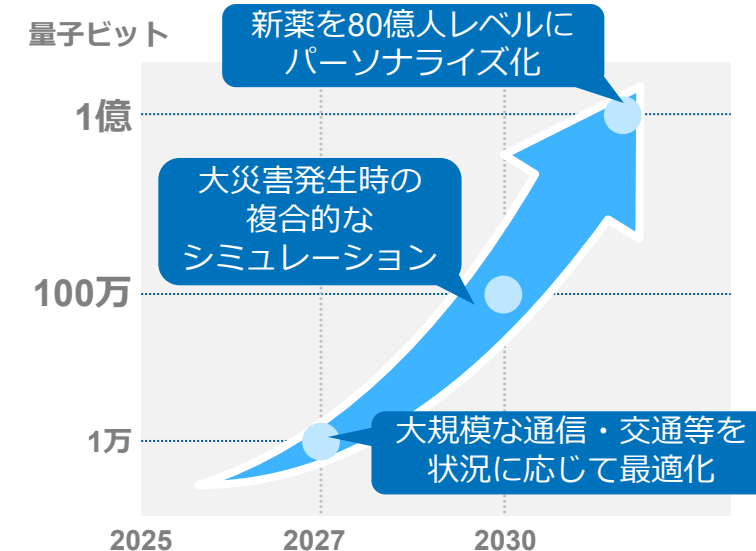 量子ビット
新薬を80億人レベルに
パーソナライズ化
1億
大災害発生時の
複合的な
シミュレーション
100万
大規模な通信・交通等を
状況に応じて最適化
1万
2025
2027
2030